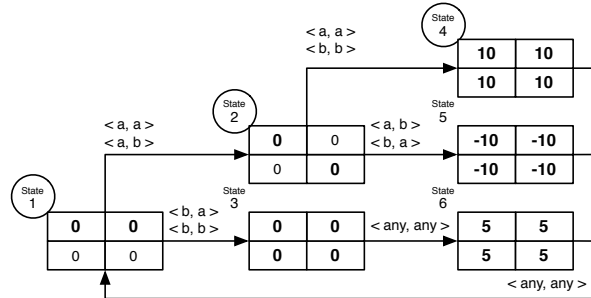 State
4
< a, a >
< b, b >
10 10
10 10
State
2
State
5
< a, a >
< a, b >
0 0
0 0
< a, b >
< b, a >
-10 -10
-10 -10
State
1
State
3
State
6
0 0
0 0
< b, a >
< b, b >
0 0
0 0
< any, any >
5 5
5 5
< any, any >